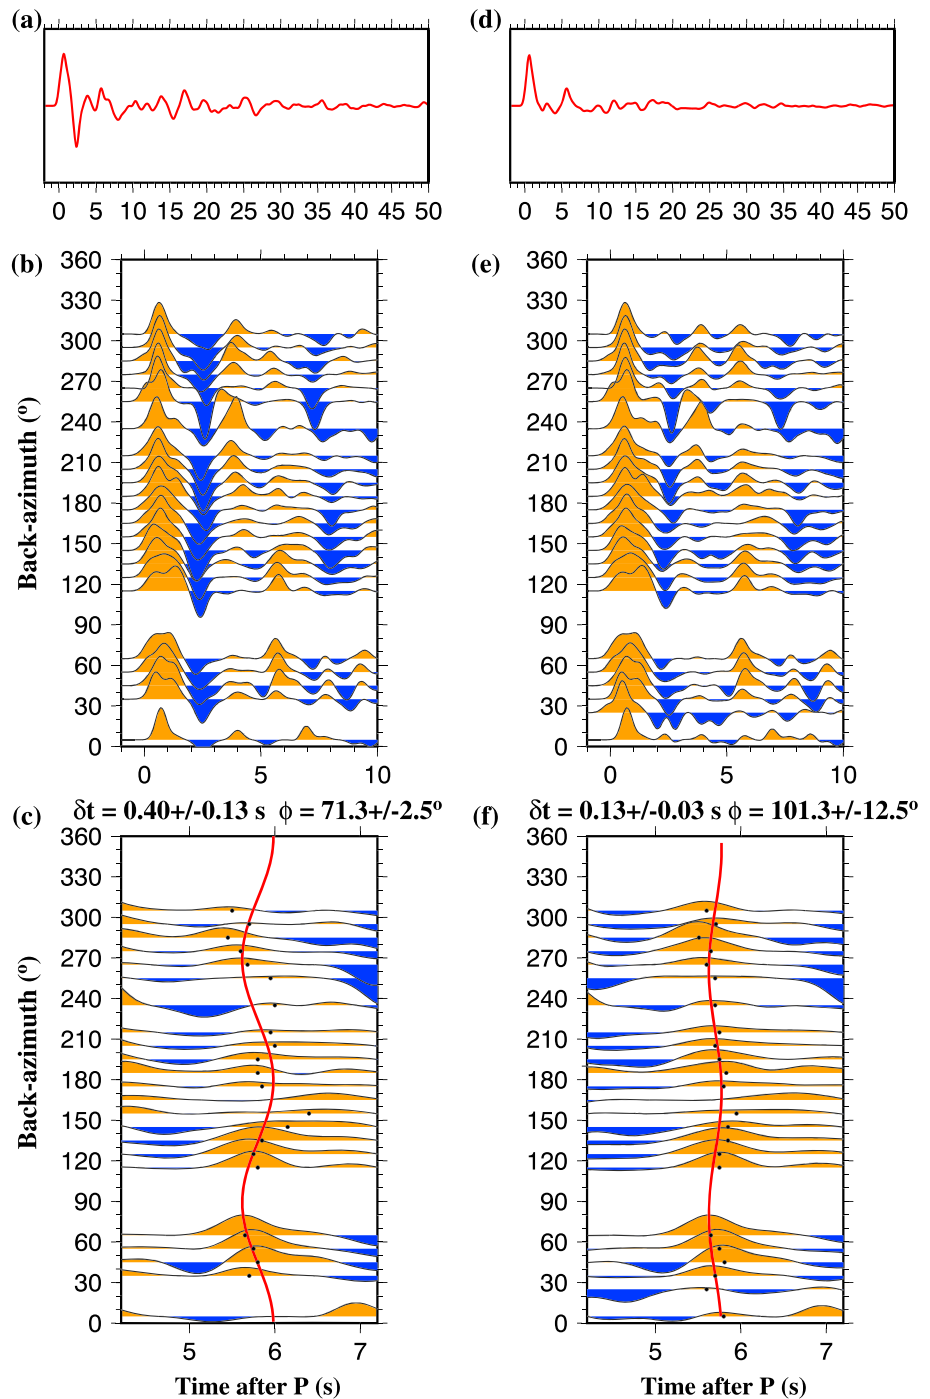 (a) (d)
0 5 10 15 20 25 30 35 40 45 50 0 5 10 15 20 25 30 35 40 45 50
(b) (e)
360 360
330 330
300 300
270 270
240 240
210 210
180 180
150 150
120 120
90 90
60 60
30 30
0 0
Back-azimuth (º)
0 5 10 0 5 10
(c) δt = 0.40+/-0.13 s ϕ = 71.3+/-2.5º (f) δt = 0.13+/-0.03 s ϕ = 101.3+/-12.5º
360 360
330 330
300 300
270 270
240 240
210 210
180 180
150 150
120 120
90 90
60 60
30 30
0 0
Back-azimuth (º)
5 6 7 5 6 7
Time after P (s) Time after P (s)